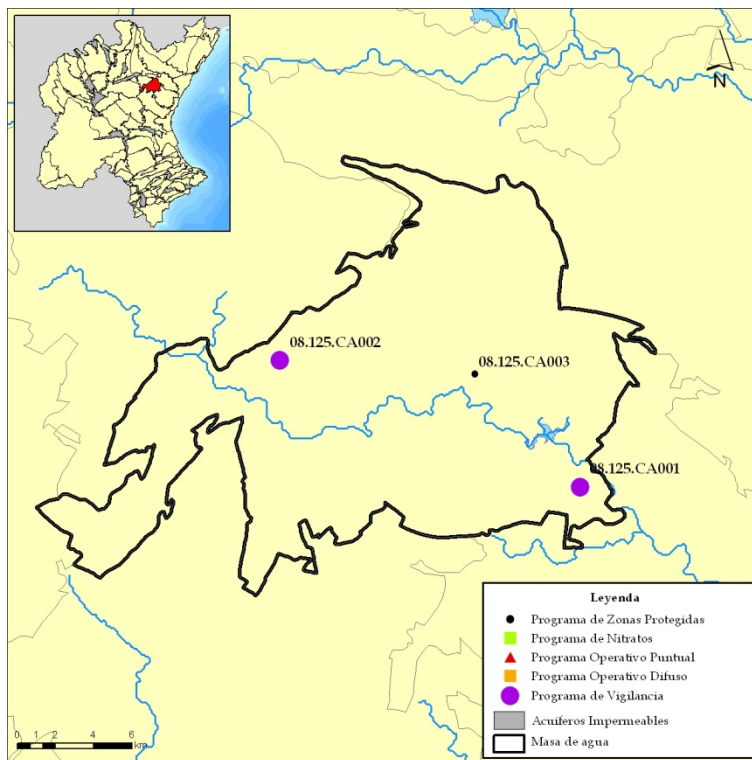 N
08.125.CA002
08.125.CA003
08.125.CA001
Leyenda
Programa de Zonas Protegidas
Programa de Nitratos
Programa Operativo Puntual
Programa Operativo Difuso
Programa de Vigilancia
Acuíferos Impermeables
Masa de agua
0 1 2 4 6
Km